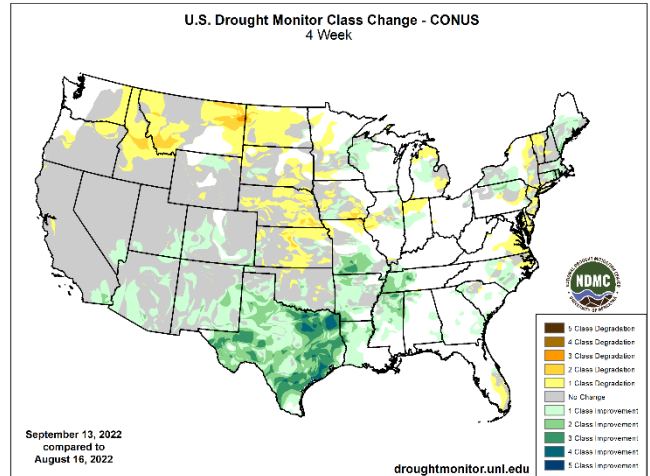 U.S. Drought Monitor Class Change - CONUS
4 Week
NDMC
5 Class Degradation
4 Class Degradation
3 Class Degradation
2 Class Degradation
1 Class Degradation
No Change
1 Class Improvement
2 Class Improvement
3 Class Improvement
4 Class Improvement
5 Class Improvement
September 13, 2022
compared to
August 16, 2022
droughtmonitor.unl.edu